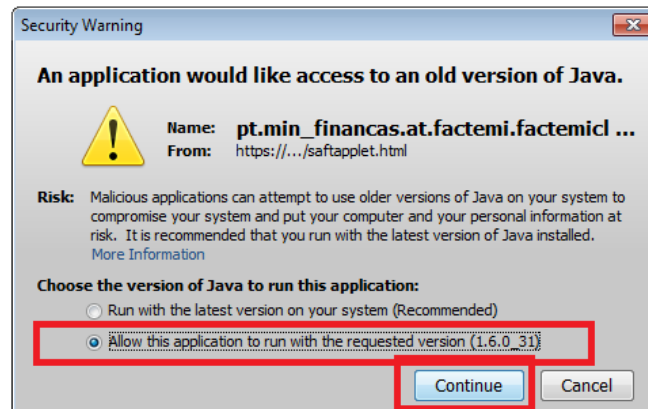 Security Warning
An application would like access to an old version of Java.
Name: pt.min_financas.at.factemi.factemicl ...
From: https://.../saftapplet.html
Risk: Malicious applications can attempt to use older versions of Java on your system to
compromise your system and put your computer and your personal information at
risk. It is recommended that you run with the latest version of Java installed.
More Information
Choose the version of Java to run this application:
Run with the latest version on your system (Recommended)
Allow this application to run with the requested version (1.6.0_31)
Continue Cancel